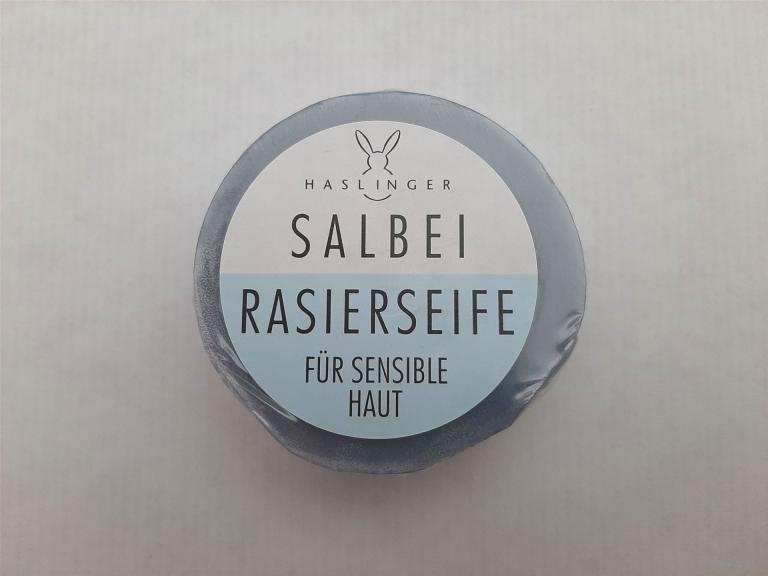 HASLINGER
SALBEI
RASIERSEIFE
FÜR SENSIBLE
HAUT